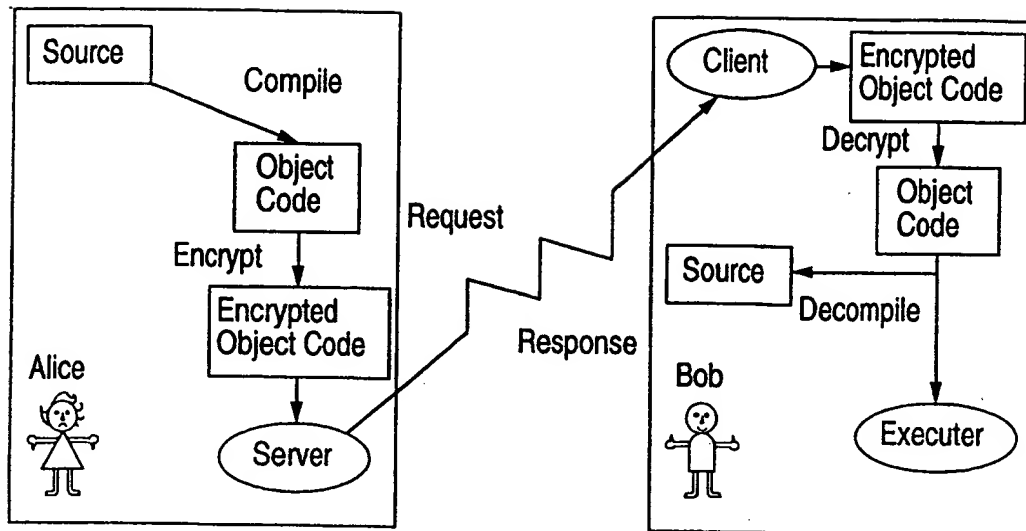 Source
Compile
Object
Code
Encrypt
Encrypted
Object Code
Alice
Server
Request
Response
Client
Encrypted
Object Code
Decrypt
Object
Code
Source
Decompile
Bob
Executer